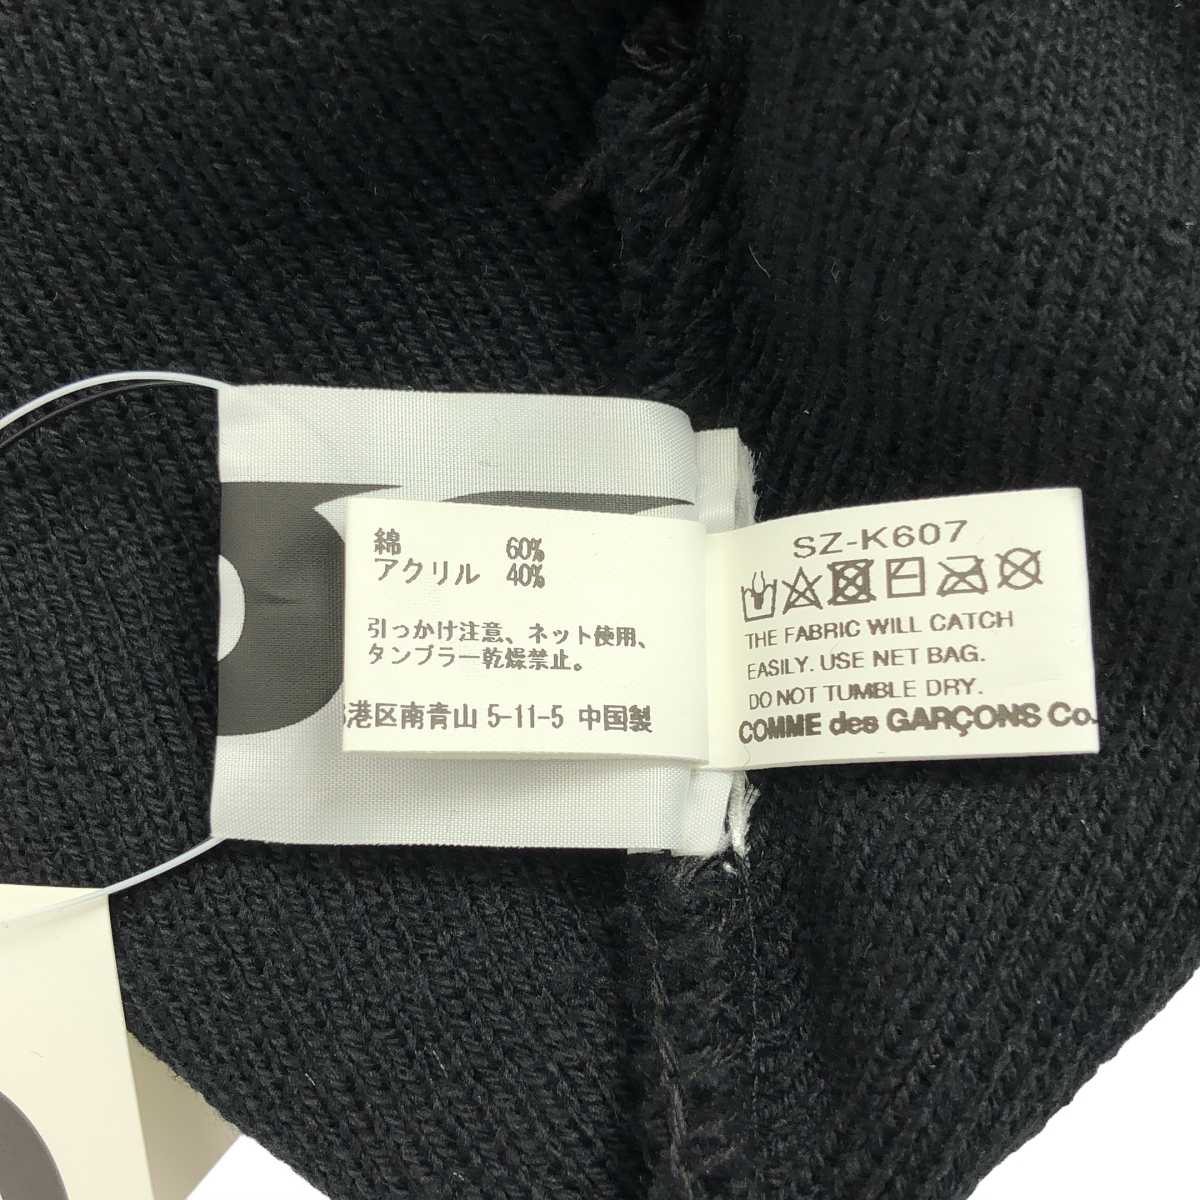 綿 60%
アクリル 40%
引っかけ注意、ネット使用、
タンブラー乾燥禁止。
港区南青山 5-11-5 中国製
SZ-K607
THE FABRIC WILL CATCH
EASILY. USE NET BAG.
DO NOT TUMBLE DRY.
COMME des GARÇONS Co.